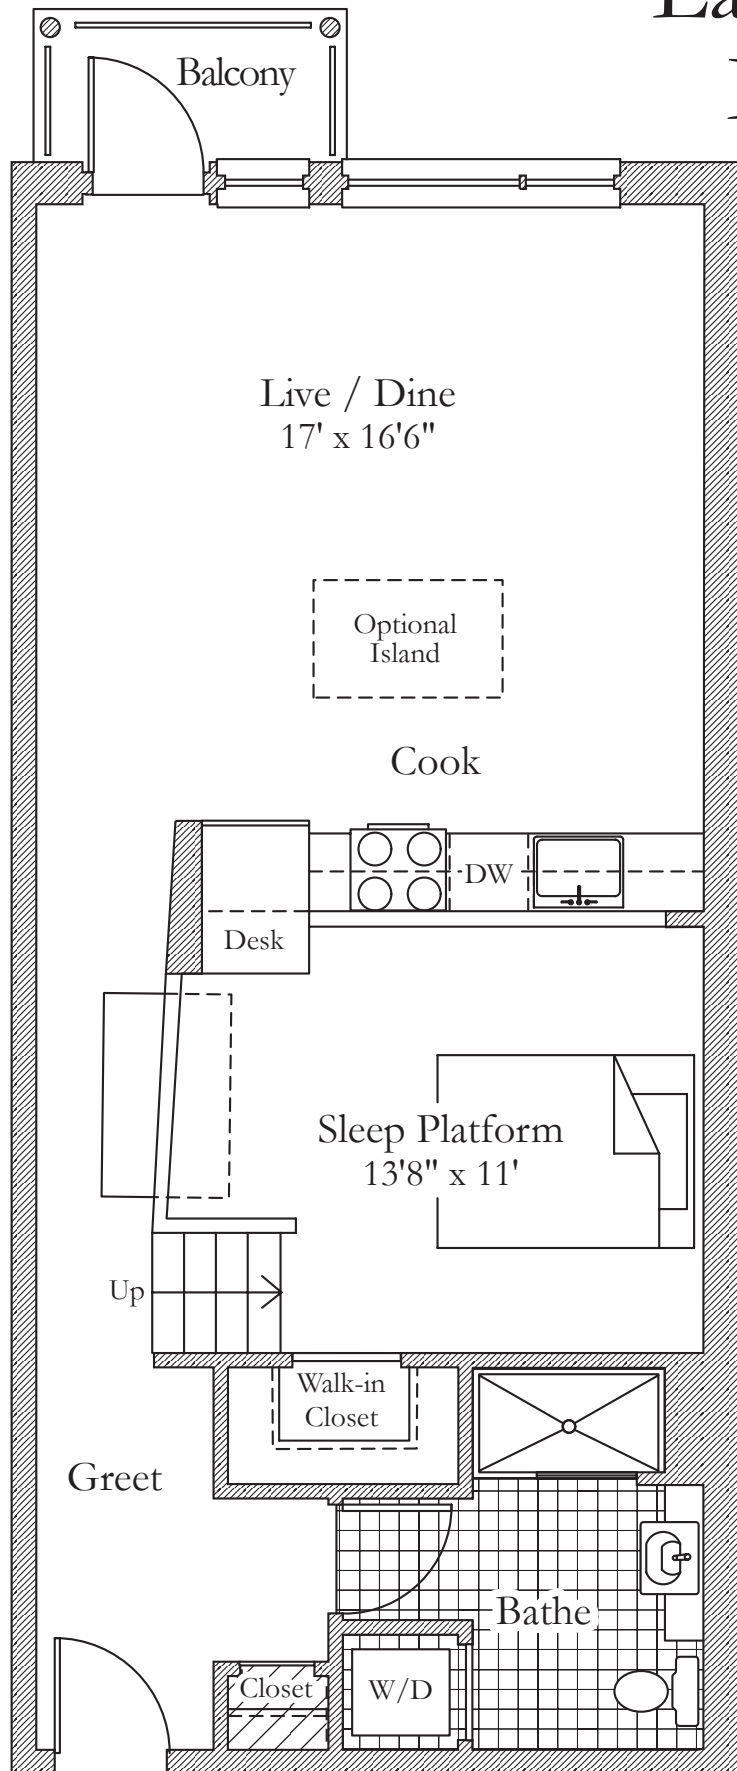 La
Balcony
Live / Dine
17' x 16'6"
Optional
Island
Cook
DW
Desk
Sleep Platform
13'8" x 11'
Up
Walk-in
Closet
Greet
Bathe
Closet
W/D